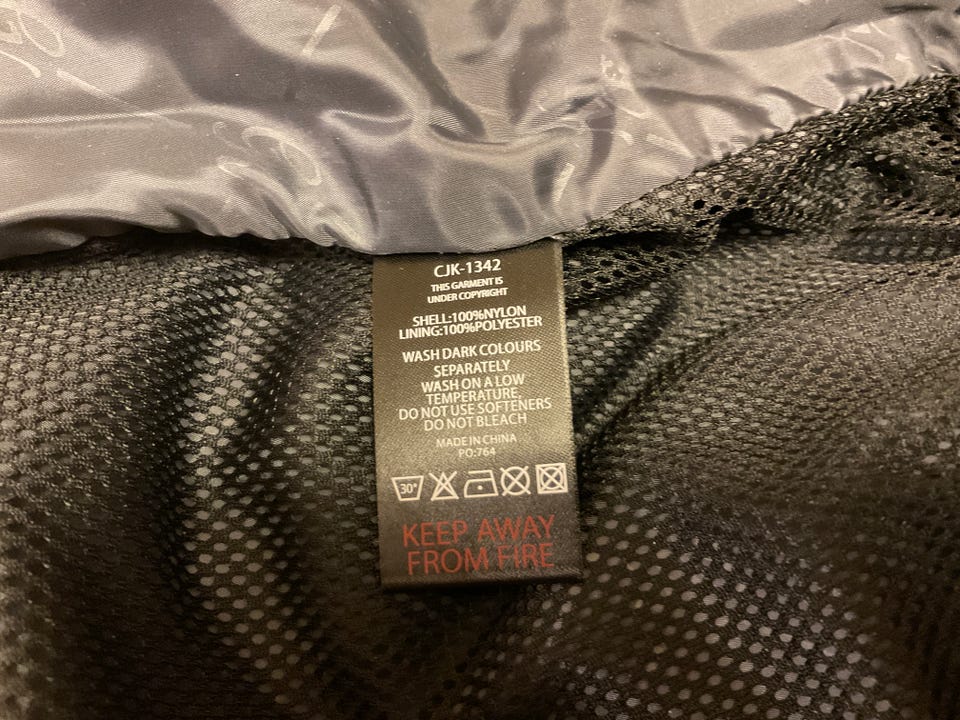 CJK-1342
THIS GARMENT IS
UNDER COPYRIGHT
SHELL:100%NYLON
LINING:100%POLYESTER
WASH DARK COLOURS
SEPARATELY
WASH ON A LOW
TEMPERATURE,
DO NOT USE SOFTENERS
DO NOT BLEACH
MADE IN CHINA
PO:764
30°
KEEP AWAY
FROM FIRE